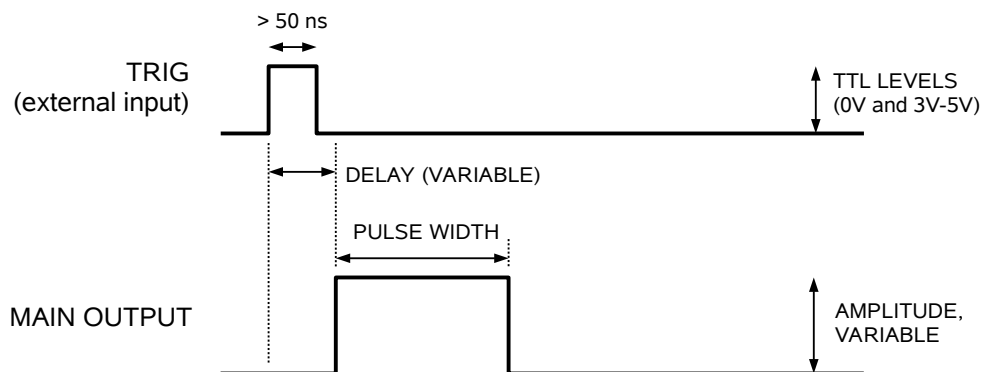 > 50 ns
TRIG
(external input)
TTL LEVELS
(0V and 3V-5V)
DELAY (VARIABLE)
PULSE WIDTH
MAIN OUTPUT
AMPLITUDE,
VARIABLE